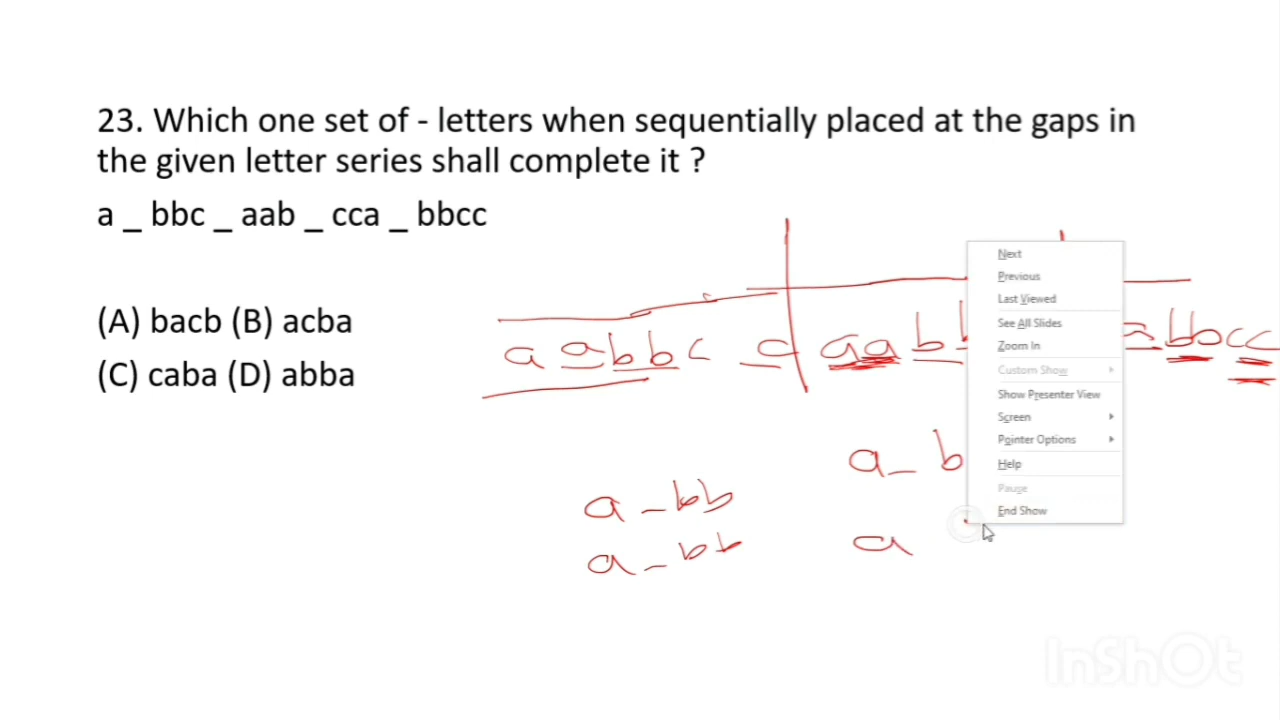 23. Which one set of - letters when sequentially placed at the gaps in
the given letter series shall complete it ?
a _ bbc _ aab _ cca _ bbcc
(A) bacb (B) acba
(C) caba (D) abba
a a b b c c a a b b a b b c c
a _ b
a _ b b
a _ b b
a
Next
Previous
Last Viewed
See All Slides
Zoom In
Custom Show
Show Presenter View
Screen
Pointer Options
Help
Pause
End Show
InShOt